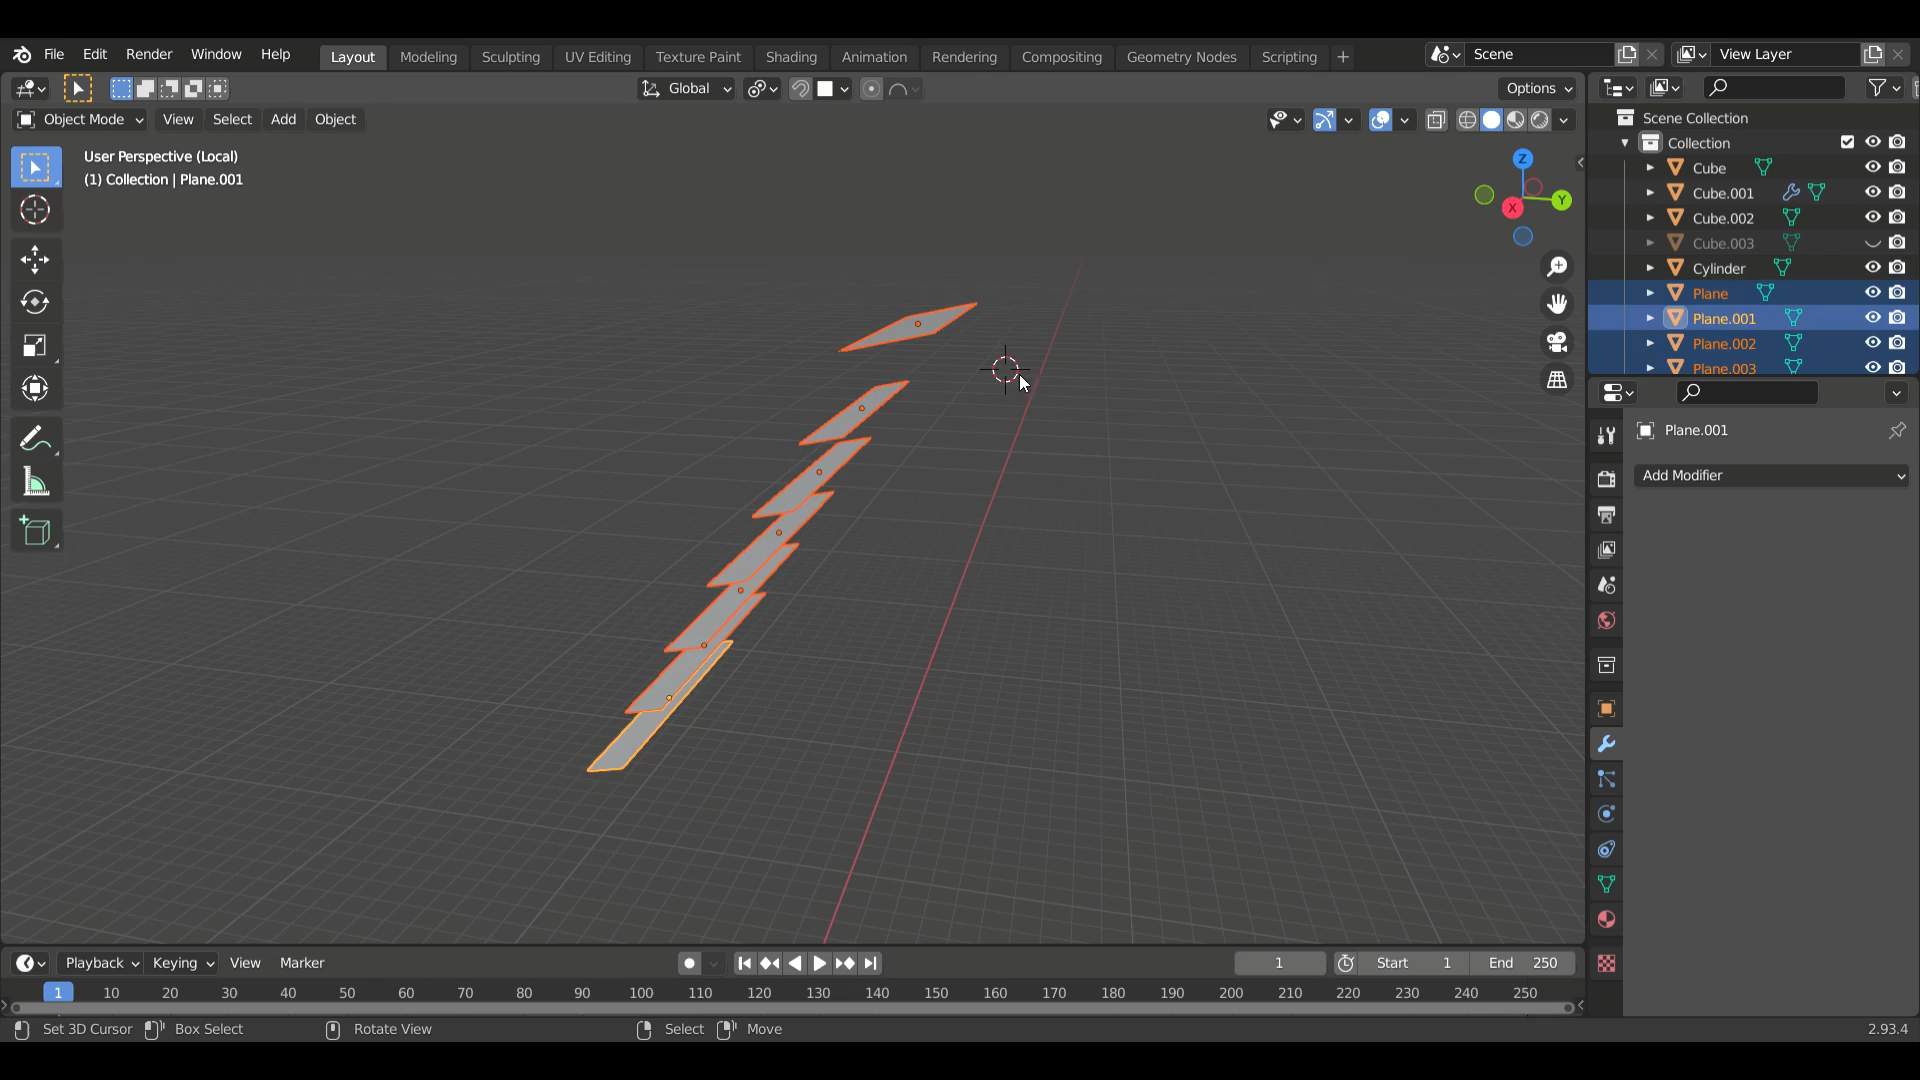 File Edit Render Window Help Layout Modeling Sculpting UV Editing Texture Paint Shading Animation Rendering Compositing Geometry Nodes Scripting + Scene View Layer
Global Options
Object Mode View Select Add Object
User Perspective (Local)
(1) Collection | Plane.001
Z
Y
X
Scene Collection
Collection
Cube
Cube.001
Cube.002
Cube.003
Cylinder
Plane
Plane.001
Plane.002
Plane.003
Plane.001
Add Modifier
Playback Keying View Marker 1 Start 1 End 250
1 10 20 30 40 50 60 70 80 90 100 110 120 130 140 150 160 170 180 190 200 210 220 230 240 250
Set 3D Cursor Box Select Rotate View Select Move 2.93.4